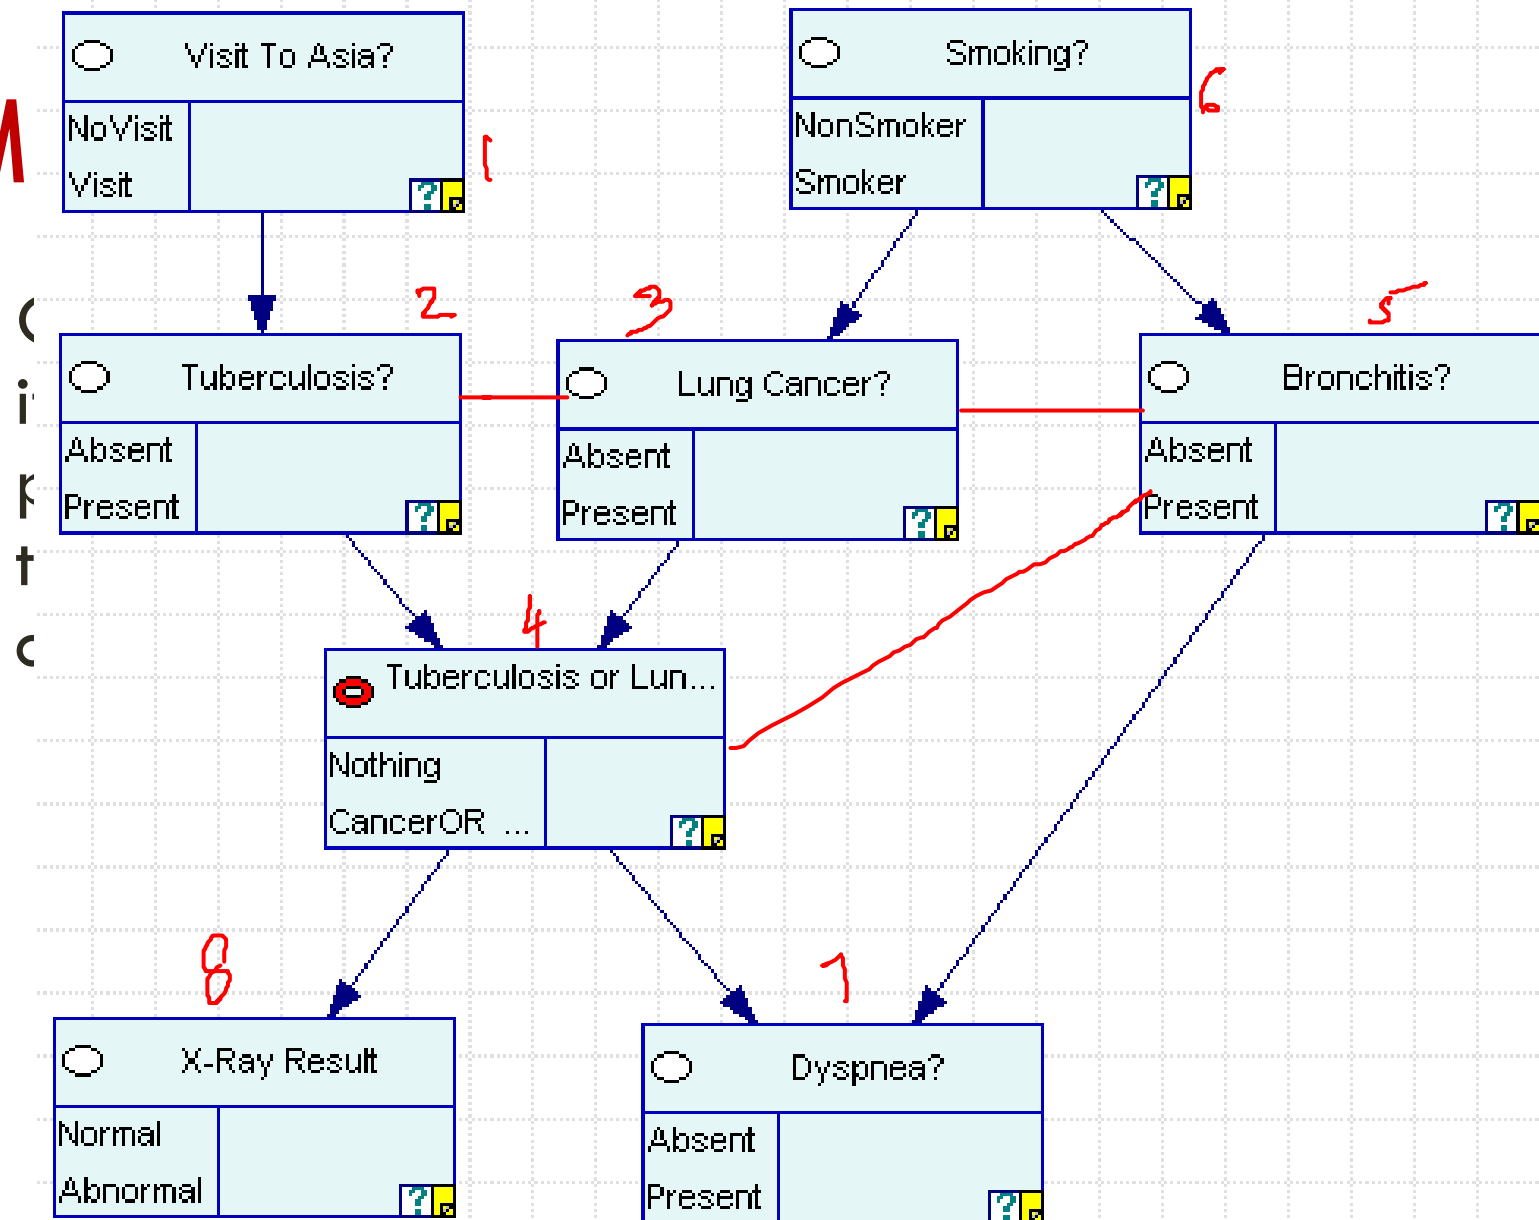 Visit To Asia?
NoVisit
Visit
?
1
Smoking?
6
NonSmoker
Smoker
?
2
3
5
Tuberculosis?
Absent
Present
?
Lung Cancer?
Absent
Present
?
Bronchitis?
Absent
Present
?
4
Tuberculosis or Lun...
Nothing
CancerOR ...
?
8
7
X-Ray Result
Normal
Abnormal
?
Dyspnea?
Absent
Present
?